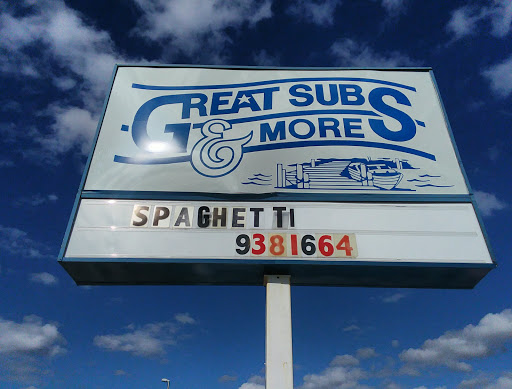 GREAT SUBS
& MORE
SPAGHETTI
9381664